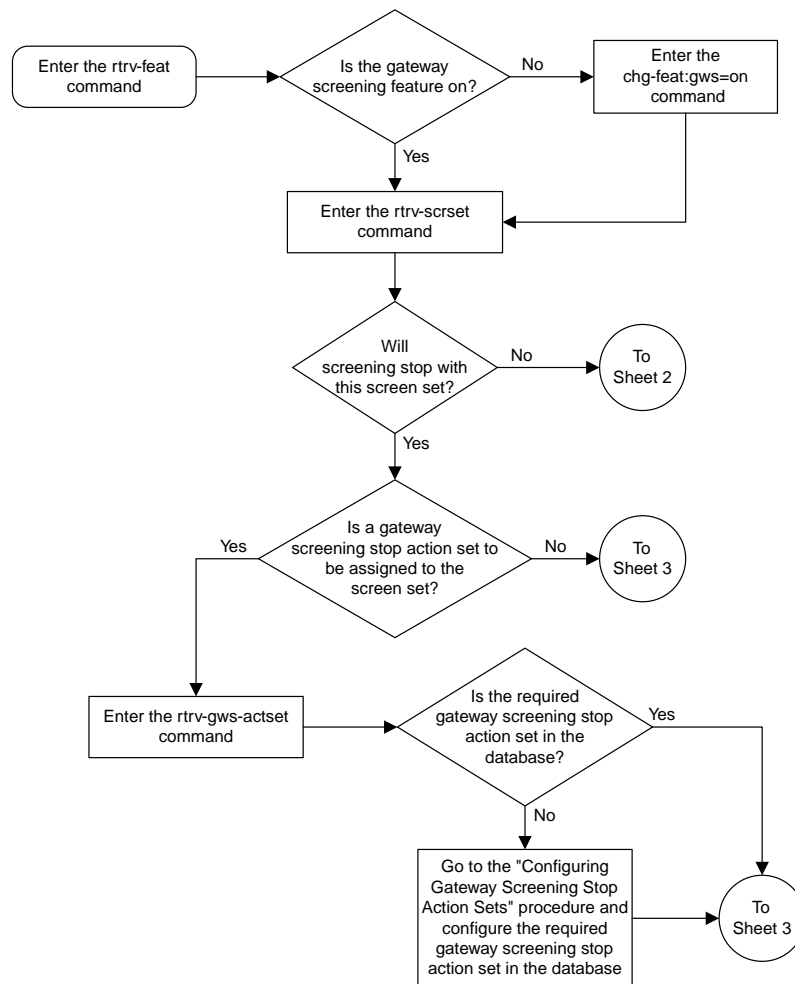 Enter the rtrv-feat
command
Is the gateway
screening feature on?
No
Enter the
chg-feat:gws=on
command
Yes
Enter the rtrv-scrset
command
Will
screening stop with
this screen set?
No
To
Sheet 2
Yes
Is a gateway
screening stop action set to
be assigned to the
screen set?
Yes
No
To
Sheet 3
Enter the rtrv-gws-actset
command
Is the required
gateway screening stop
action set in the
database?
Yes
No
Go to the "Configuring
Gateway Screening Stop
Action Sets" procedure and
configure the required
gateway screening stop
action set in the database
To
Sheet 3